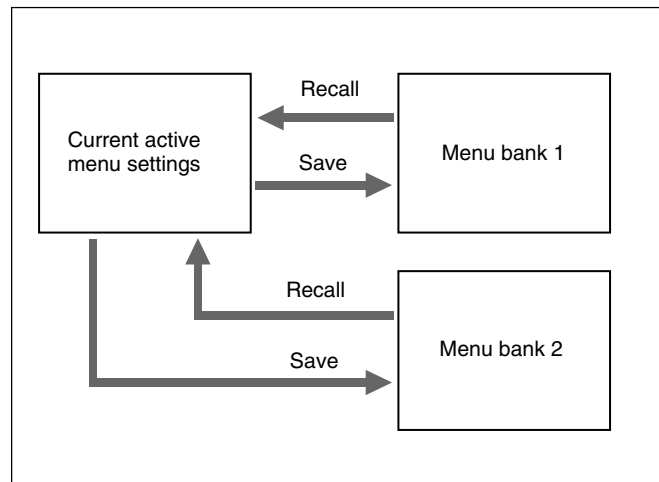 Recall
Current active
menu settings
Save
Menu bank 1
Recall
Save
Menu bank 2